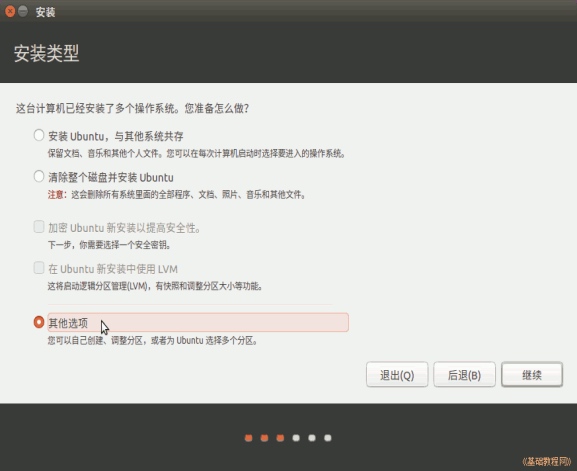 安装
安装类型
这台计算机已经安装了多个操作系统。您准备怎么做?
安装 Ubuntu，与其他系统共存
保留文档、音乐和其他个人文件。您可以在每次计算机启动时选择要进入的操作系统。
清除整个磁盘并安装 Ubuntu
注意：这会删除所有系统里面的全部程序、文档、照片、音乐和其他文件。
加密 Ubuntu 新安装以提高安全性。
下一步，你需要选择一个安全密钥。
在 Ubuntu 新安装中使用 LVM
这将启动逻辑分区管理(LVM)，有快照和调整分区大小等功能。
其他选项
您可以自己创建、调整分区，或者为 Ubuntu 选择多个分区。
退出(Q) 后退(B) 继续
《基础教程网》